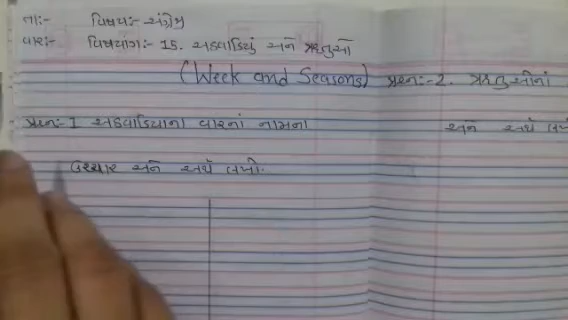 તા:- વિષય:- અંગ્રેજી
વાર:- વિષયાંગ:- 15. અઠવાડિયું અને ઋતુઓ
(Week and Seasons)
પ્રશ્ન:-1 અઠવાડિયાના વારનાં નામના
ઉચ્ચાર અને અર્થ લખો.
પ્રશ્ન:-2. ઋતુઓનાં
અને અર્થ